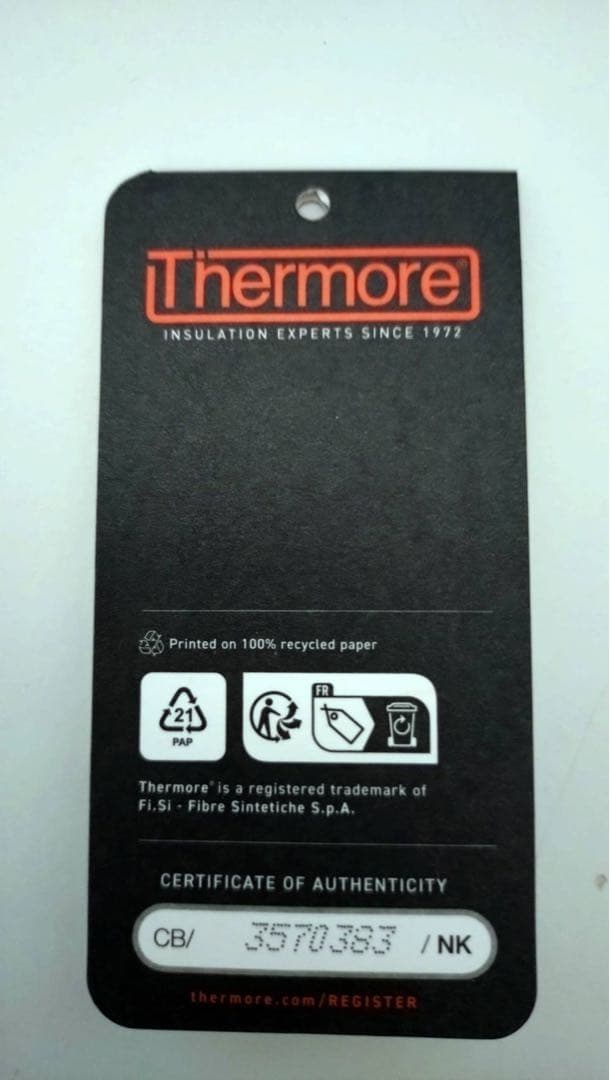 Thermore®
INSULATION EXPERTS SINCE 1972
Printed on 100% recycled paper
21
PAP
FR
Thermore® is a registered trademark of
Fi.Si - Fibre Sintetiche S.p.A.
CERTIFICATE OF AUTHENTICITY
CB/ 3570383 / NK
thermore.com/REGISTER